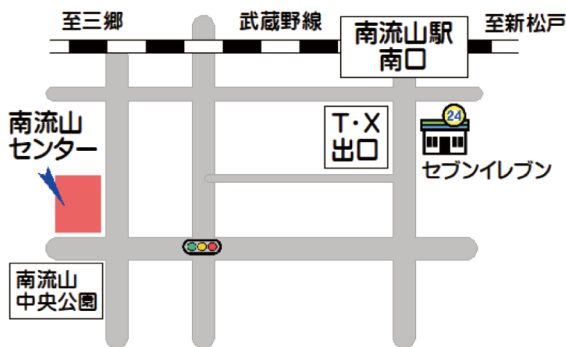 至三郷
武蔵野線
南流山駅
南口
至新松戸
南流山
センター
T・X
出口
24
セブンイレブン
南流山
中央公園